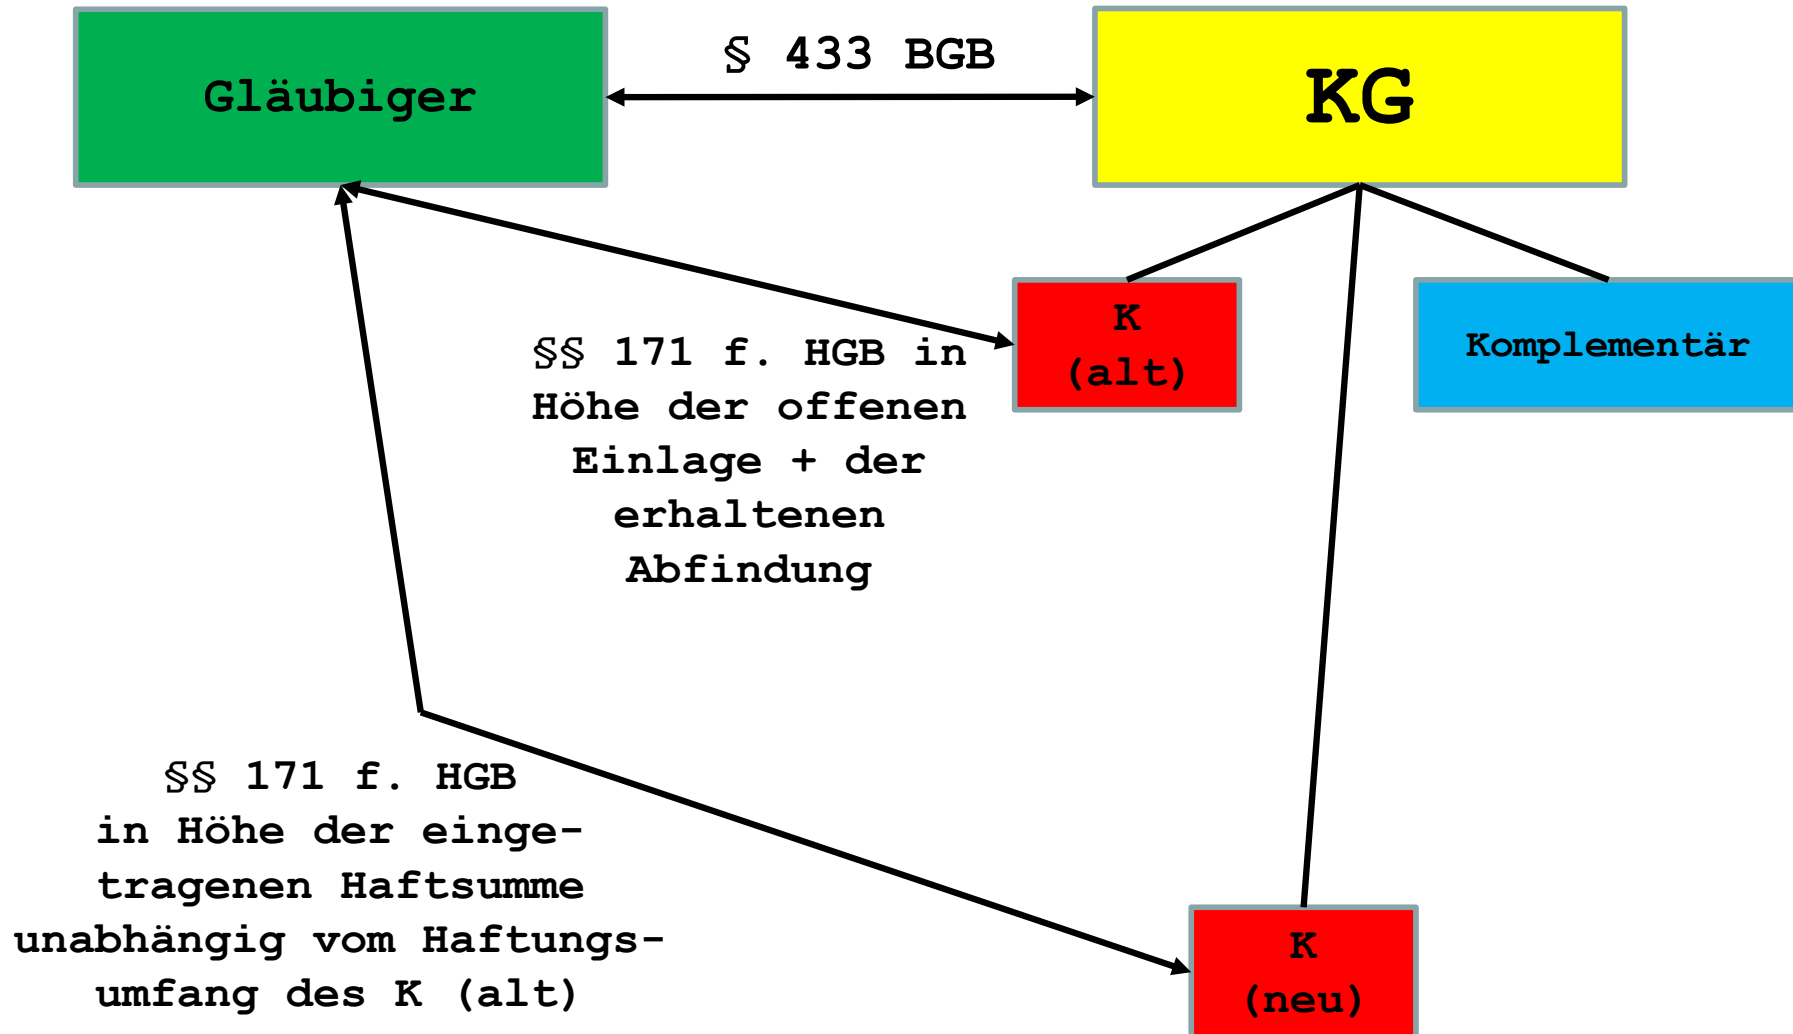 § 433 BGB
Gläubiger
KG
K
(alt)
Komplementär
§§ 171 f. HGB in
Höhe der offenen
Einlage + der
erhaltenen
Abfindung
§§ 171 f. HGB
in Höhe der einge-
tragenen Haftsumme
unabhängig vom Haftungs-
umfang des K (alt)
K
(neu)